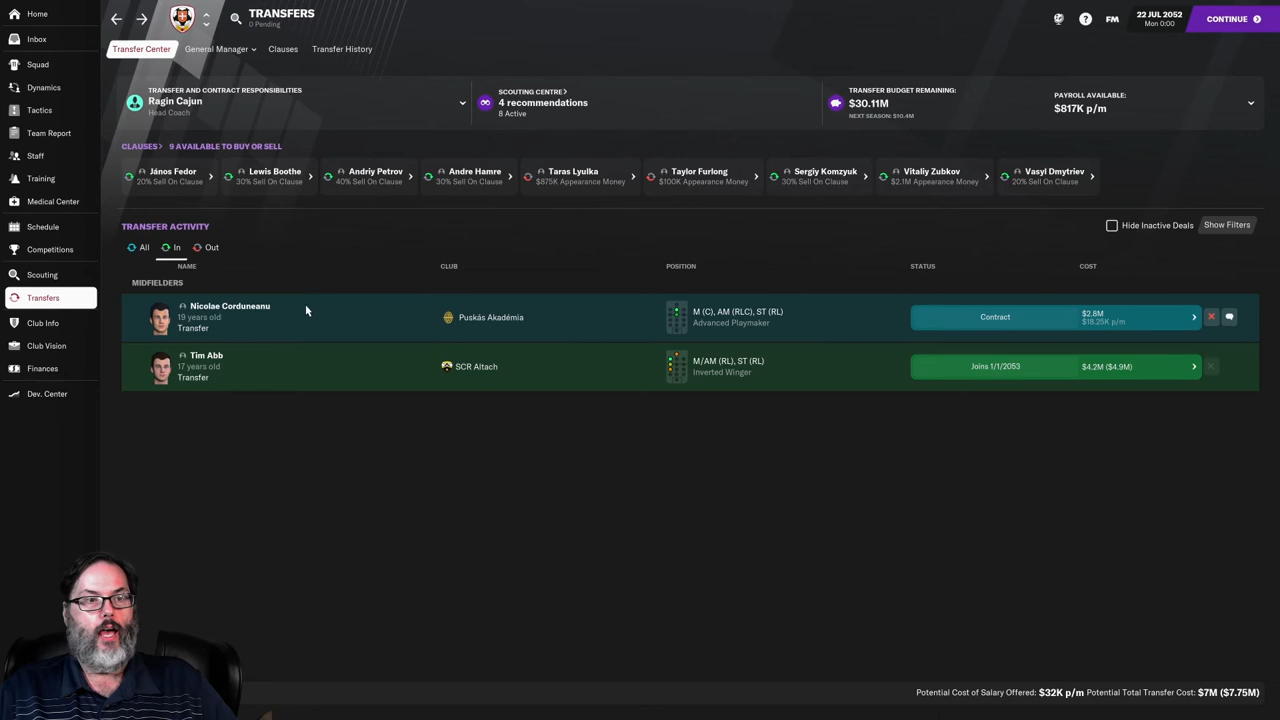 Home
Inbox
Squad
Dynamics
Tactics
Team Report
Staff
Training
Medical Center
Schedule
Competitions
Scouting
Transfers
Club Info
Club Vision
Finances
Dev. Center
TRANSFERS
0 Pending
FM
22 JUL 2052
Mon 0:00
CONTINUE
Transfer Center
General Manager
Clauses
Transfer History
TRANSFER AND CONTRACT RESPONSIBILITIES
Ragin Cajun
Head Coach
SCOUTING CENTRE>
4 recommendations
8 Active
TRANSFER BUDGET REMAINING:
$30.11M
NEXT SEASON: $10.4M
PAYROLL AVAILABLE:
$817K p/m
CLAUSES> 9 AVAILABLE TO BUY OR SELL
János Fedor
20% Sell On Clause
Lewis Boothe
30% Sell On Clause
Andriy Petrov
40% Sell On Clause
Andre Hamre
30% Sell On Clause
Taras Lyulka
$875K Appearance Money
Taylor Furlong
$100K Appearance Money
Sergiy Komzyuk
30% Sell On Clause
Vitaliy Zubkov
$2.1M Appearance Money
Vasyl Dmytriev
20% Sell On Clause
TRANSFER ACTIVITY
Hide Inactive Deals
Show Filters
All In Out
NAME CLUB POSITION STATUS COST
MIDFIELDERS
Nicolae Corduneanu
19 years old
Transfer
Puskás Akadémia
M (C), AM (RLC), ST (RL)
Advanced Playmaker
Contract
$2.8M
$18.25K p/m
Tim Abb
17 years old
Transfer
SCR Altach
M/AM (RL), ST (RL)
Inverted Winger
Joins 1/1/2053
$4.2M ($4.9M)
Potential Cost of Salary Offered: $32K p/m Potential Total Transfer Cost: $7M ($7.75M)